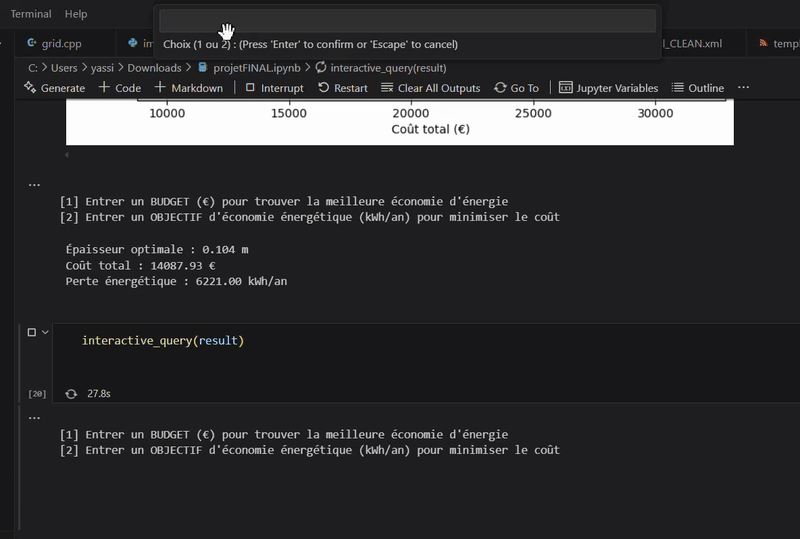 Terminal Help
Choix (1 ou 2) : (Press 'Enter' to confirm or 'Escape' to cancel)
grid.cpp
l_CLEAN.xml
C: > Users > yassi > Downloads > projetFINAL.ipynb > interactive_query(result)
Generate + Code + Markdown Interrupt Restart Clear All Outputs Go To Jupyter Variables Outline ...
10000 15000 20000 25000 30000
Coût total (€)
...
[1] Entrer un BUDGET (€) pour trouver la meilleure économie d'énergie
[2] Entrer un OBJECTIF d'économie énergétique (kWh/an) pour minimiser le coût
Épaisseur optimale : 0.104 m
Coût total : 14087.93 €
Perte énergétique : 6221.00 kWh/an
interactive_query(result)
[20] 27.8s
...
[1] Entrer un BUDGET (€) pour trouver la meilleure économie d'énergie
[2] Entrer un OBJECTIF d'économie énergétique (kWh/an) pour minimiser le coût